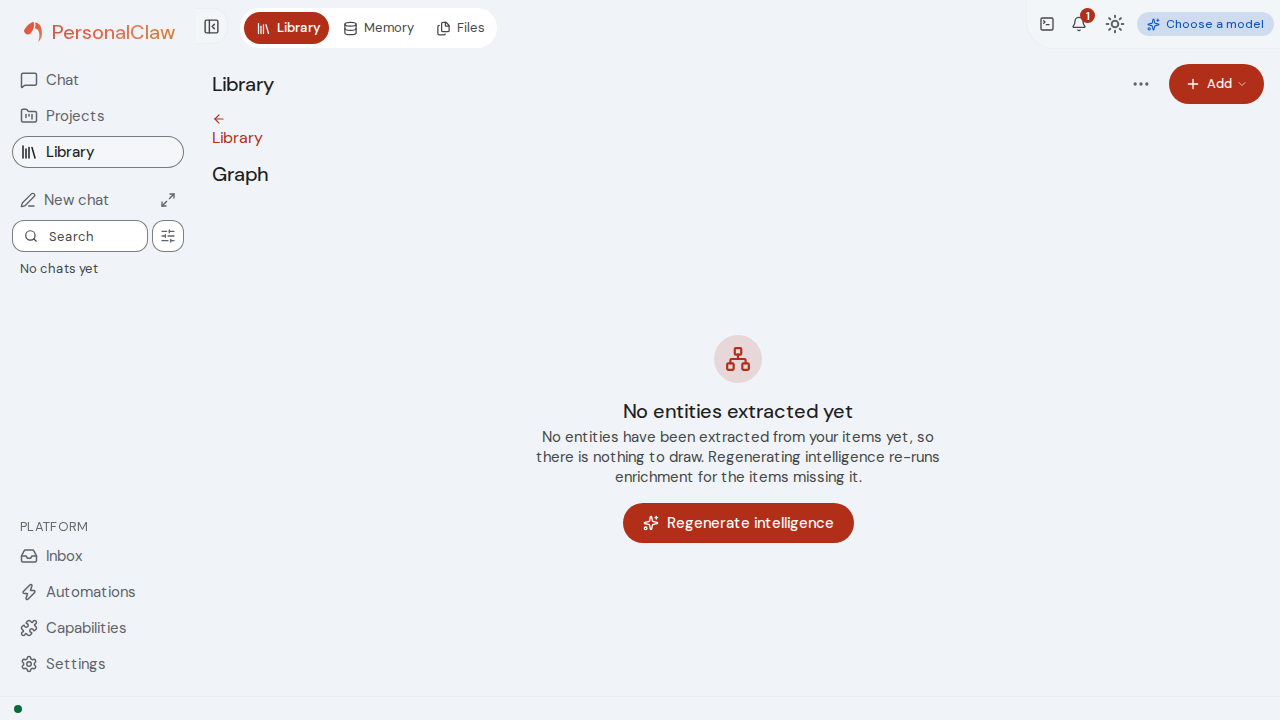 PersonalClaw
Library
Memory
Files
1
Choose a model
Chat
Projects
Library
New chat
Search
No chats yet
PLATFORM
Inbox
Automations
Capabilities
Settings
Library
Add
Library
Graph
No entities extracted yet
No entities have been extracted from your items yet, so
there is nothing to draw. Regenerating intelligence re-runs
enrichment for the items missing it.
Regenerate intelligence